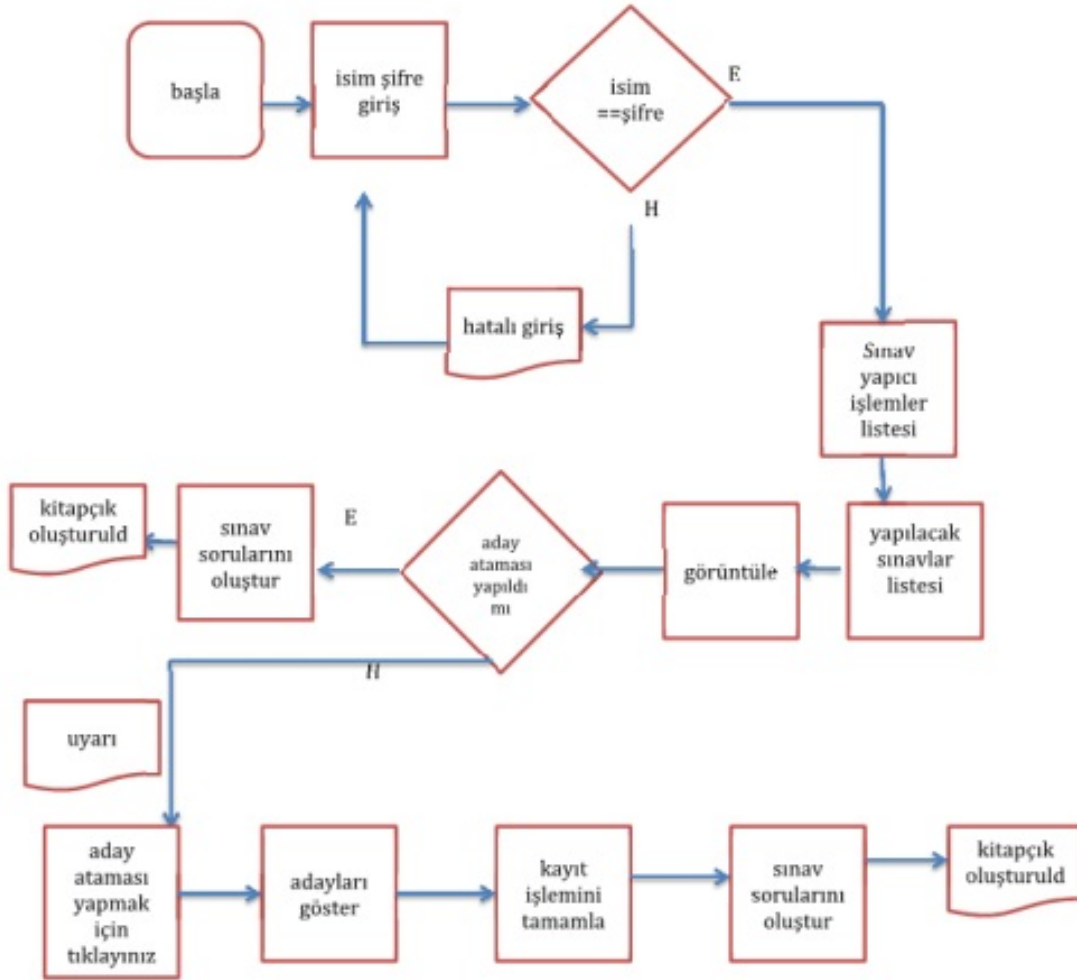 başla
isim şifre
giriş
isim
==şifre
E
H
hatalı giriş
Sınav
yapıcı
işlemler
listesi
kitapçık
oluşturuld
sınav
sorularını
oluştur
E
aday
ataması
yapıldı
mı
görüntüle
yapılacak
sınavlar
listesi
H
uyarı
aday
ataması
yapmak
için
tıklayınız
adayları
göster
kayıt
işlemini
tamamla
sınav
sorularını
oluştur
kitapçık
oluşturuld